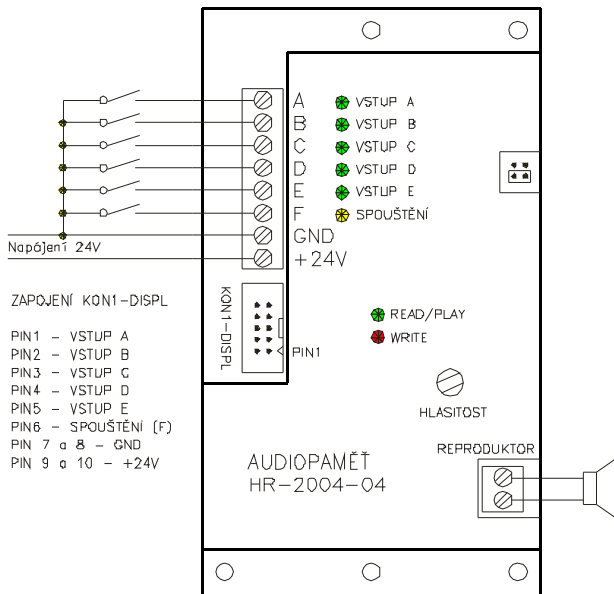 A
B
C
D
E
F
GND
+24V
VSTUP A
VSTUP B
VSTUP C
VSTUP D
VSTUP E
SPOUŠTĚNÍ
Napájení 24V
ZAPOJENÍ KON1-DISPL
PIN1 - VSTUP A
PIN2 - VSTUP B
PIN3 - VSTUP C
PIN4 - VSTUP D
PIN5 - VSTUP E
PIN6 - SPOUŠTĚNÍ (F)
PIN 7 a 8 - GND
PIN 9 a 10 - +24V
KON1-DISPL
PIN1
READ/PLAY
WRITE
HLASITOST
REPRODUKTOR
AUDIOPAMĚŤ
HR-2004-04